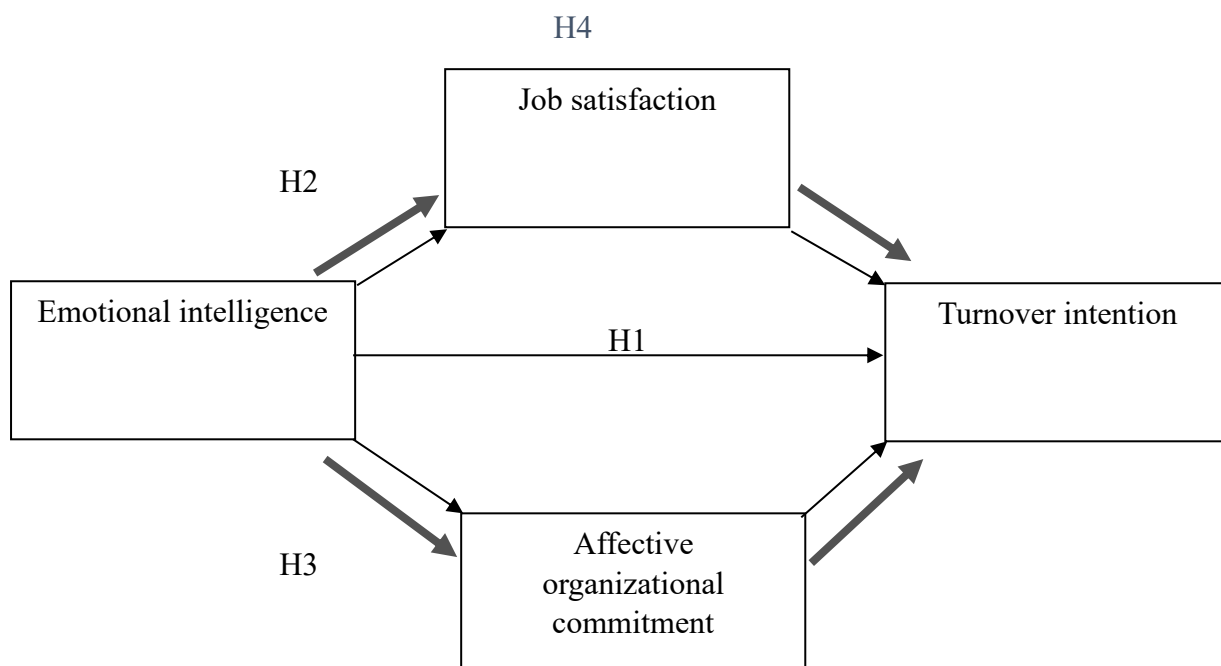 H4
Job satisfaction
H2
Emotional intelligence
Turnover intention
H1
H3
Affective
organizational
commitment